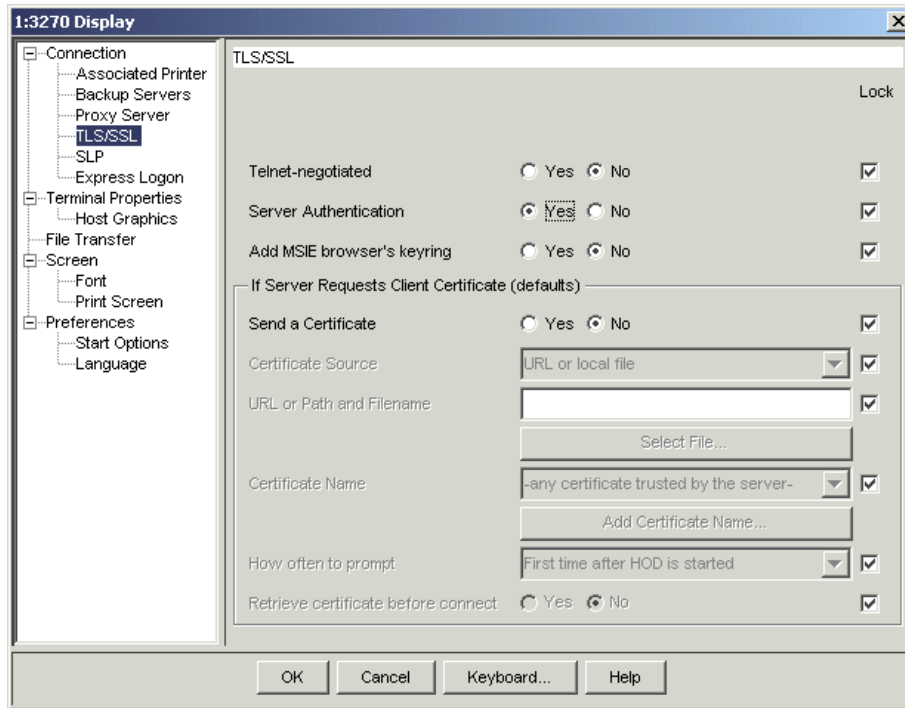 1:3270 Display
Connection
Associated Printer
Backup Servers
Proxy Server
TLS/SSL
SLP
Express Logon
Terminal Properties
Host Graphics
File Transfer
Screen
Font
Print Screen
Preferences
Start Options
Language
TLS/SSL
Lock
Telnet-negotiated Yes No
Server Authentication Yes No
Add MSIE browser's keyring Yes No
If Server Requests Client Certificate (defaults)
Send a Certificate Yes No
Certificate Source URL or local file
URL or Path and Filename
Select File...
Certificate Name -any certificate trusted by the server-
Add Certificate Name...
How often to prompt First time after HOD is started
Retrieve certificate before connect Yes No
OK Cancel Keyboard... Help